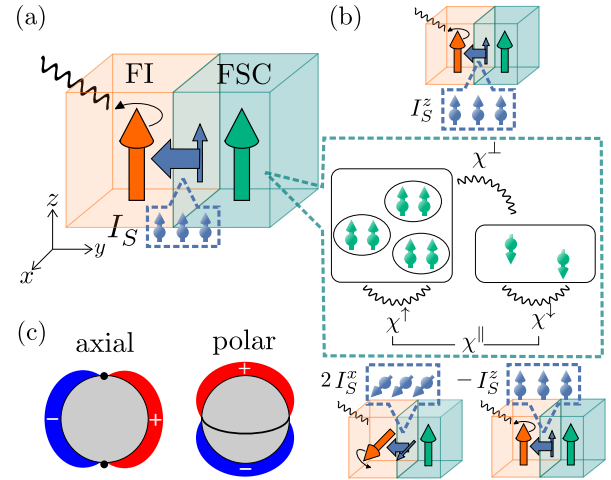 (a)
FI
FSC
I_S
z
y
x
(b)
I_S^z
χ^⊥
χ^↑
χ^↓
χ^∥
2 I_S^x
− I_S^z
(c)
axial
polar
−
+
+
−